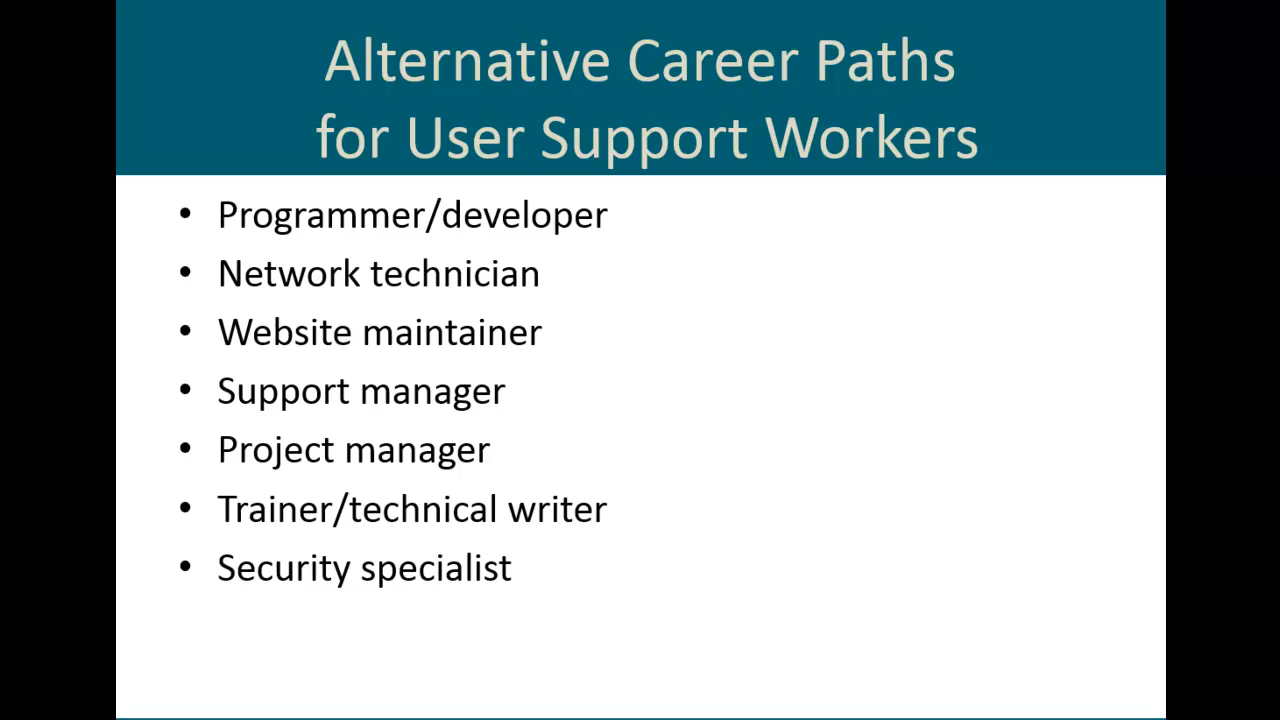 Alternative Career Paths
for User Support Workers
• Programmer/developer
• Network technician
• Website maintainer
• Support manager
• Project manager
• Trainer/technical writer
• Security specialist